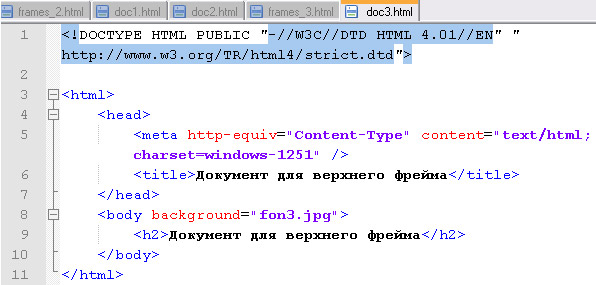 frames_2.html doc1.html doc2.html frames_3.html doc3.html
1 <!DOCTYPE HTML PUBLIC "-//W3C//DTD HTML 4.01//EN" "
http://www.w3.org/TR/html4/strict.dtd">
2
3 <html>
4 <head>
5 <meta http-equiv="Content-Type" content="text/html;
charset=windows-1251" />
6 <title>Документ для верхнего фрейма</title>
7 </head>
8 <body background="fon3.jpg">
9 <h2>Документ для верхнего фрейма</h2>
10 </body>
11 </html>